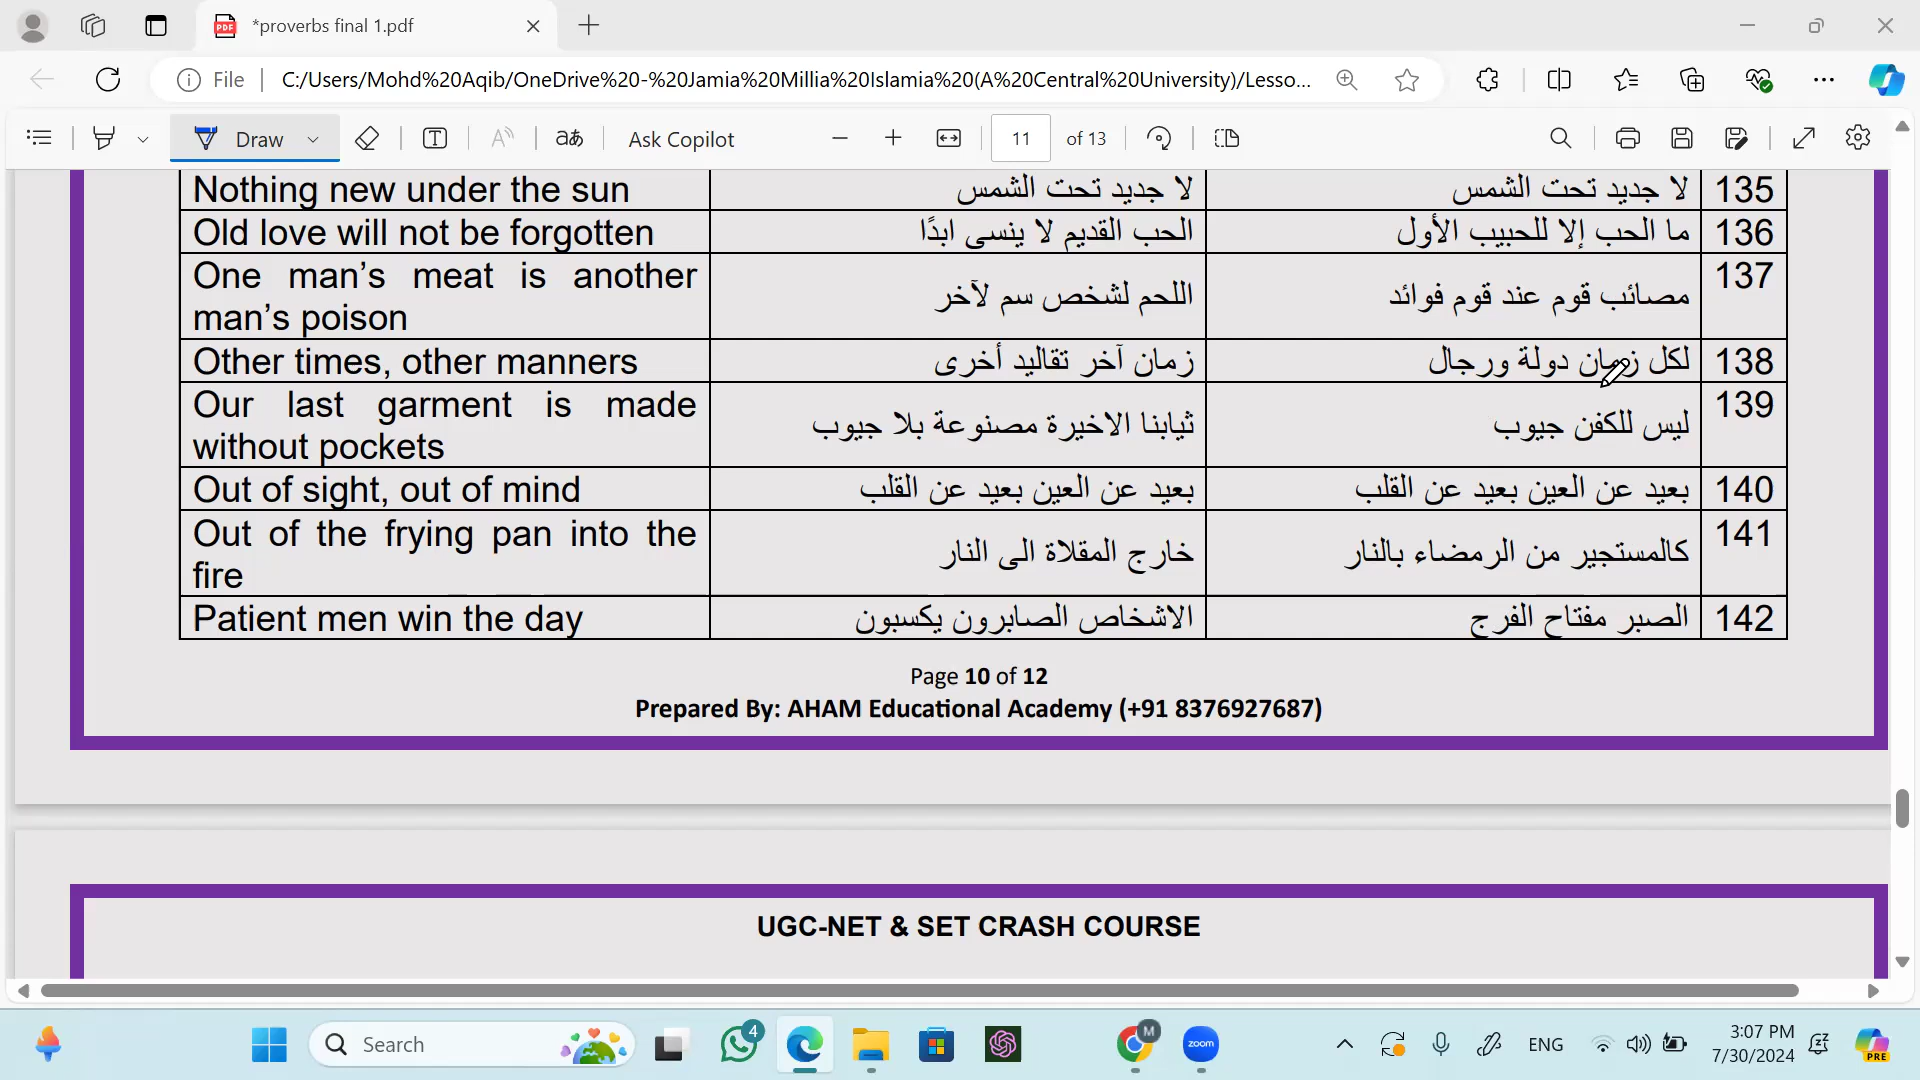 *proverbs final 1.pdf
File
C:/Users/Mohd%20Aqib/OneDrive%20-%20Jamia%20Millia%20Islamia%20(A%20Central%20University)/Lesso...
Draw
Ask Copilot
11 of 13
Nothing new under the sun لا جديد تحت الشمس لا جديد تحت الشمس 135
Old love will not be forgotten الحب القديم لا ينسى ابدًا ما الحب إلا للحبيب الأول 136
One man’s meat is another
man’s poison
اللحم لشخص سم لآخر مصائب قوم عند قوم فوائد 137
Other times, other manners زمان آخر تقاليد أخرى لكل زمان دولة ورجال 138
Our last garment is made
without pockets
ثيابنا الاخيرة مصنوعة بلا جيوب ليس للكفن جيوب 139
Out of sight, out of mind بعيد عن العين بعيد عن القلب بعيد عن العين بعيد عن القلب 140
Out of the frying pan into the
fire
خارج المقلاة الى النار كالمستجير من الرمضاء بالنار 141
Patient men win the day الاشخاص الصابرون يكسبون الصبر مفتاح الفرج 142
Page 10 of 12
Prepared By: AHAM Educational Academy (+91 8376927687)
UGC-NET & SET CRASH COURSE
Search
4
M
zoom
ENG
3:07 PM
7/30/2024
PRE